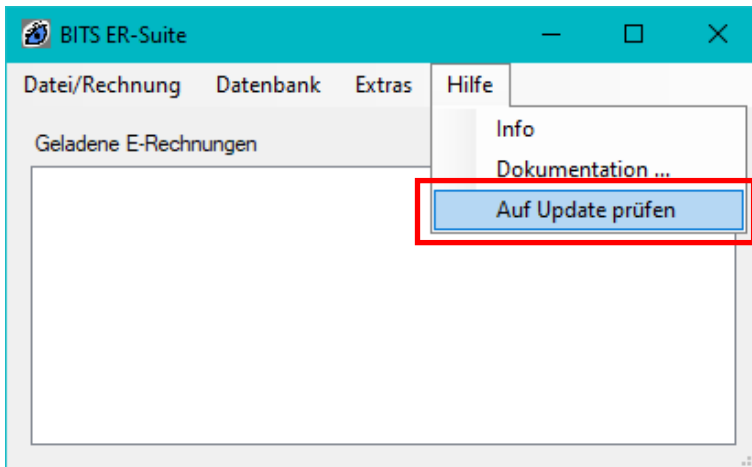 BITS ER-Suite
Datei/Rechnung Datenbank Extras Hilfe
Info
Geladene E-Rechnungen
Dokumentation ...
Auf Update prüfen